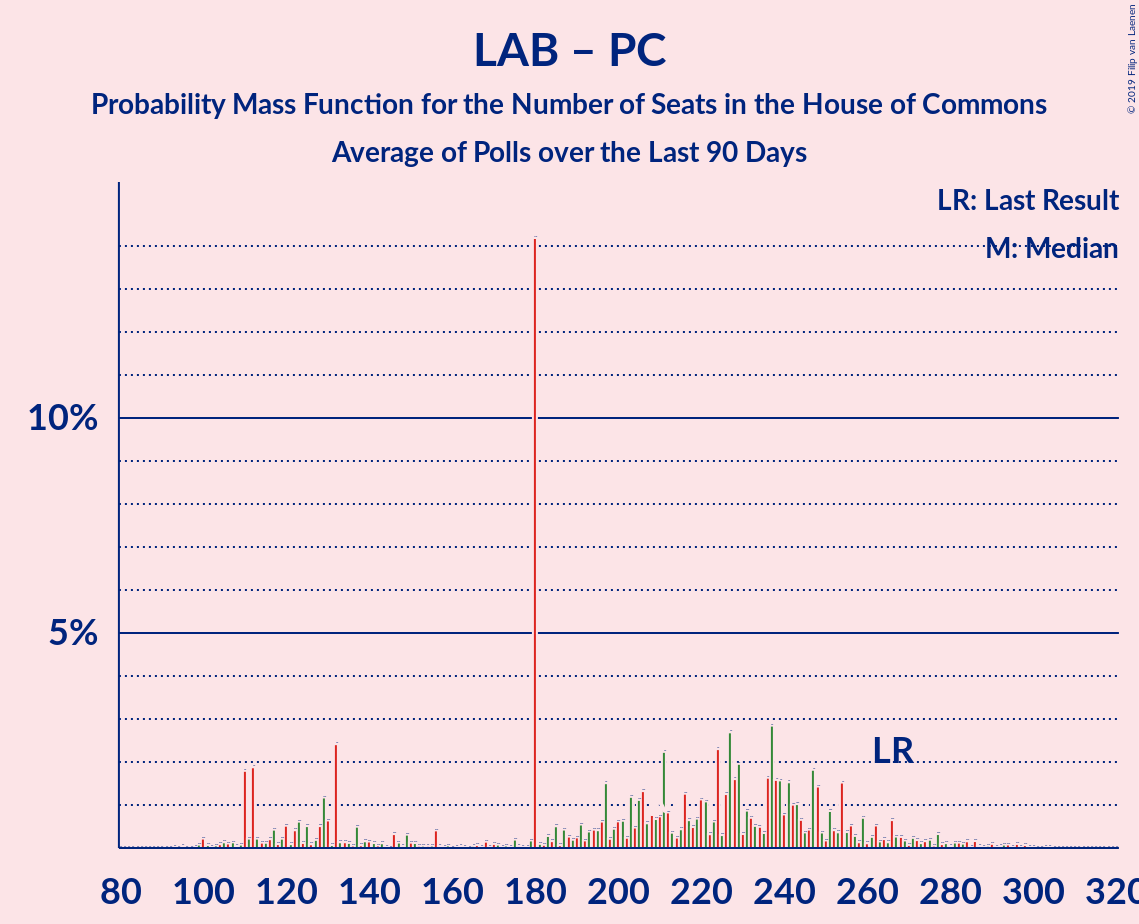 LAB – PC
Probability Mass Function for the Number of Seats in the House of Commons
Average of Polls over the Last 90 Days
© 2019 Filip van Laenen
LR: Last Result
M: Median
10%
5%
LR
80 100 120 140 160 180 200 220 240 260 280 300 320